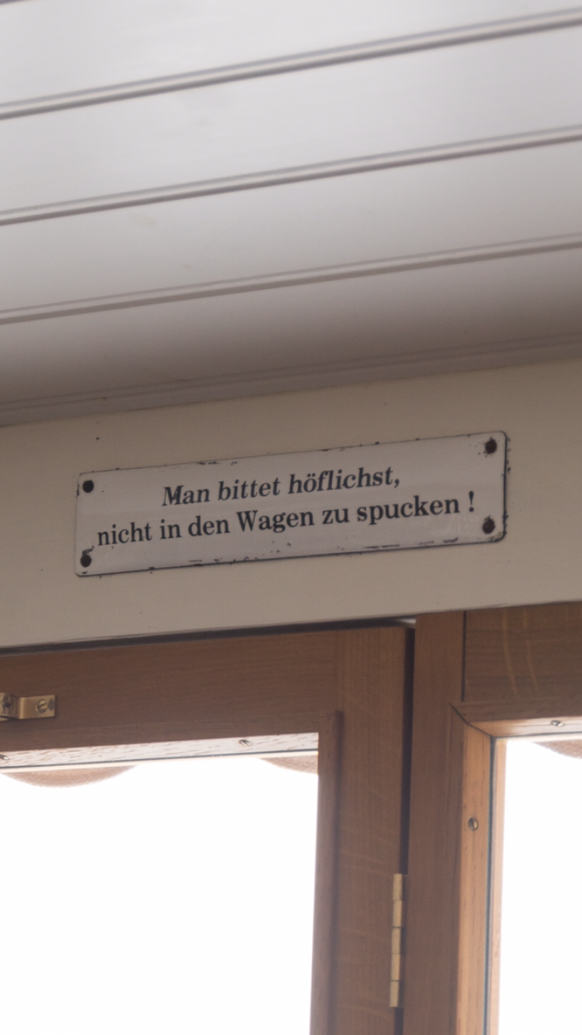 Man bittet höflichst,
nicht in den Wagen zu spucken !